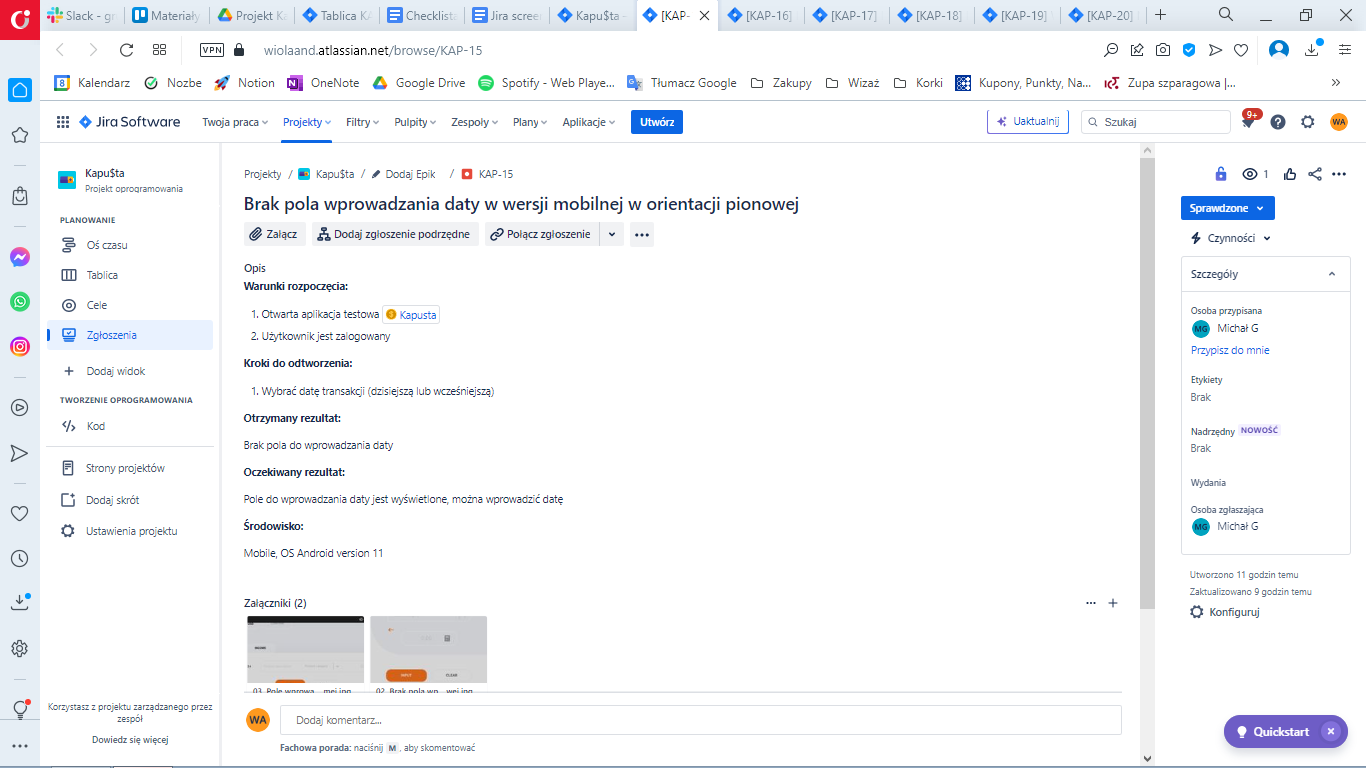 Slack - gr
Materiały
Projekt Ka
Tablica KA
Checklista
Jira screen
Kapu$ta -
[KAP-
[KAP-16]
[KAP-17]
[KAP-18]
[KAP-19]
[KAP-20]
VPN
wiolaand.atlassian.net/browse/KAP-15
Kalendarz
Nozbe
Notion
OneNote
Google Drive
Spotify - Web Playe...
Tłumacz Google
Zakupy
Wizaż
Korki
Kupony, Punkty, Na...
Zupa szparagowa |...
Jira Software
Twoja praca
Projekty
Filtry
Pulpity
Zespoły
Plany
Aplikacje
Utwórz
Uaktualnij
Szukaj
9+
WA
Kapu$ta
Projekt oprogramowania
PLANOWANIE
Oś czasu
Tablica
Cele
Zgłoszenia
Dodaj widok
TWORZENIE OPROGRAMOWANIA
Kod
Strony projektów
Dodaj skrót
Ustawienia projektu
Korzystasz z projektu zarządzanego przez
zespół
Dowiedz się więcej
Projekty / Kapu$ta / Dodaj Epik / KAP-15
Brak pola wprowadzania daty w wersji mobilnej w orientacji pionowej
Załącz
Dodaj zgłoszenie podrzędne
Połącz zgłoszenie
Opis
Warunki rozpoczęcia:
1. Otwarta aplikacja testowa Kapusta
2. Użytkownik jest zalogowany
Kroki do odtworzenia:
1. Wybrać datę transakcji (dzisiejszą lub wcześniejszą)
Otrzymany rezultat:
Brak pola do wprowadzania daty
Oczekiwany rezultat:
Pole do wprowadzania daty jest wyświetlone, można wprowadzić datę
Środowisko:
Mobile, OS Android version 11
Załączniki (2)
INPUT
CLEAR
03. Pole wprowa... mej.jpg
02. Brak pola wp... wej.jpg
WA
Dodaj komentarz...
Fachowa porada: naciśnij M , aby skomentować
1
Sprawdzone
Czynności
Szczegóły
Osoba przypisana
MG Michał G
Przypisz do mnie
Etykiety
Brak
Nadrzędny NOWOŚĆ
Brak
Wydania
Osoba zgłaszająca
MG Michał G
Utworzono 11 godzin temu
Zaktualizowano 9 godzin temu
Konfiguruj
Quickstart